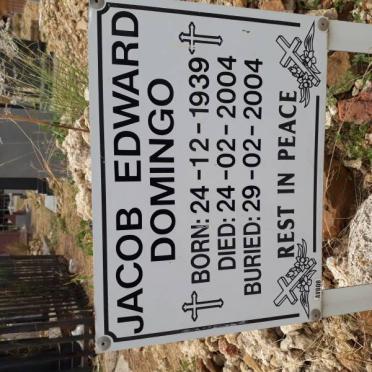 JACOB EDWARD
DOMINGO
BORN: 24-12-1939
DIED: 24-02-2004
BURIED: 29-02-2004
REST IN PEACE